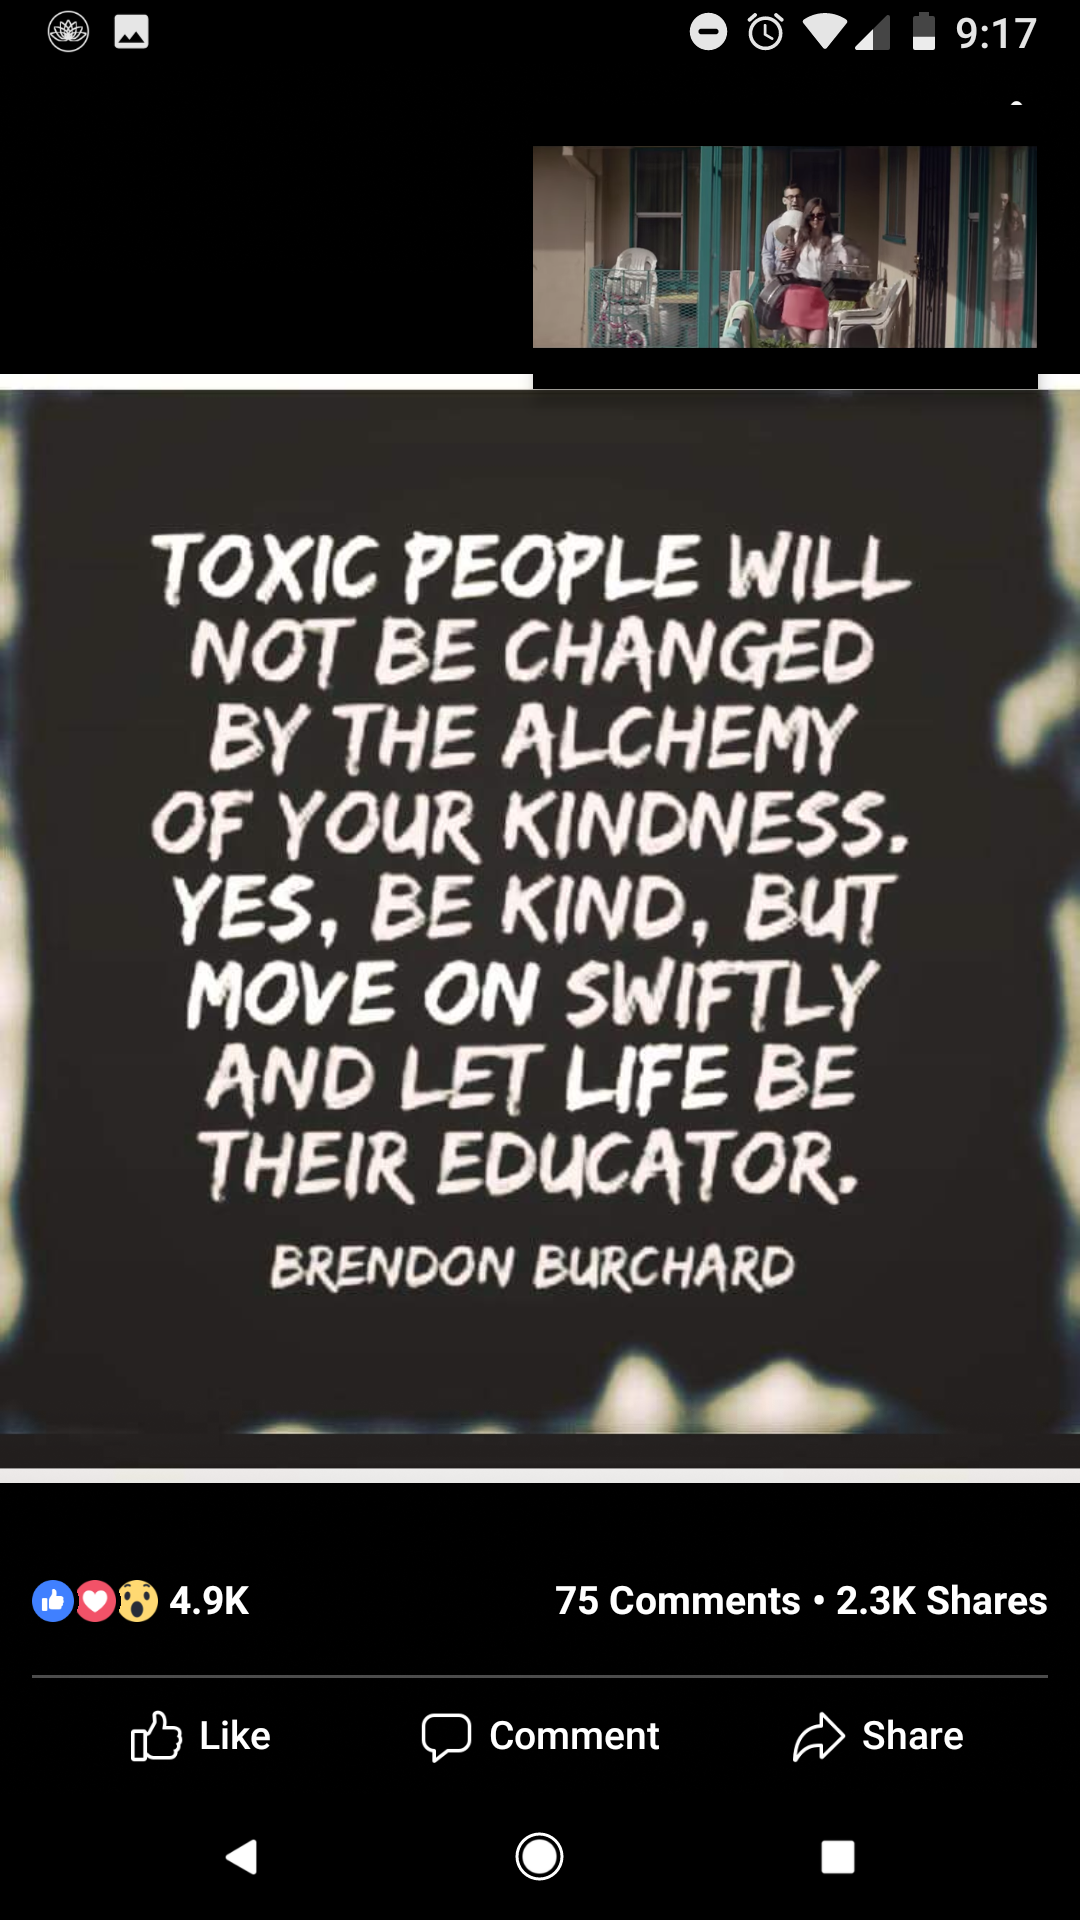 9:17
TOXIC PEOPLE WILL
NOT BE CHANGED
BY THE ALCHEMY
OF YOUR KINDNESS.
YES, BE KIND, BUT
MOVE ON SWIFTLY
AND LET LIFE BE
THEIR EDUCATOR.
BRENDON BURCHARD
4.9K 75 Comments • 2.3K Shares
Like Comment Share